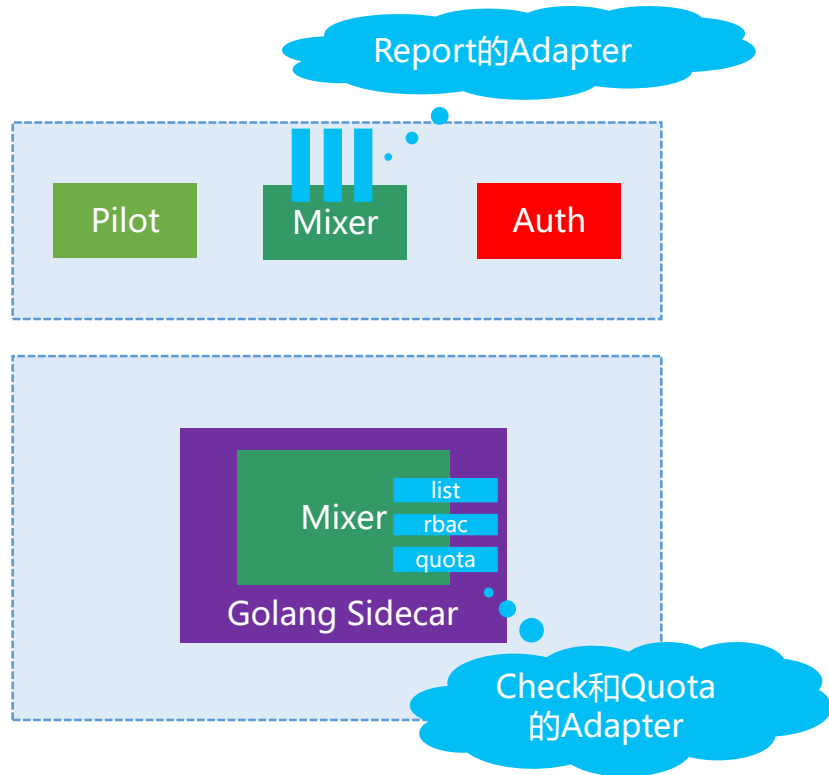 Report的Adapter
Pilot
Mixer
Auth
Mixer
list
rbac
quota
Golang Sidecar
Check和Quota
的Adapter